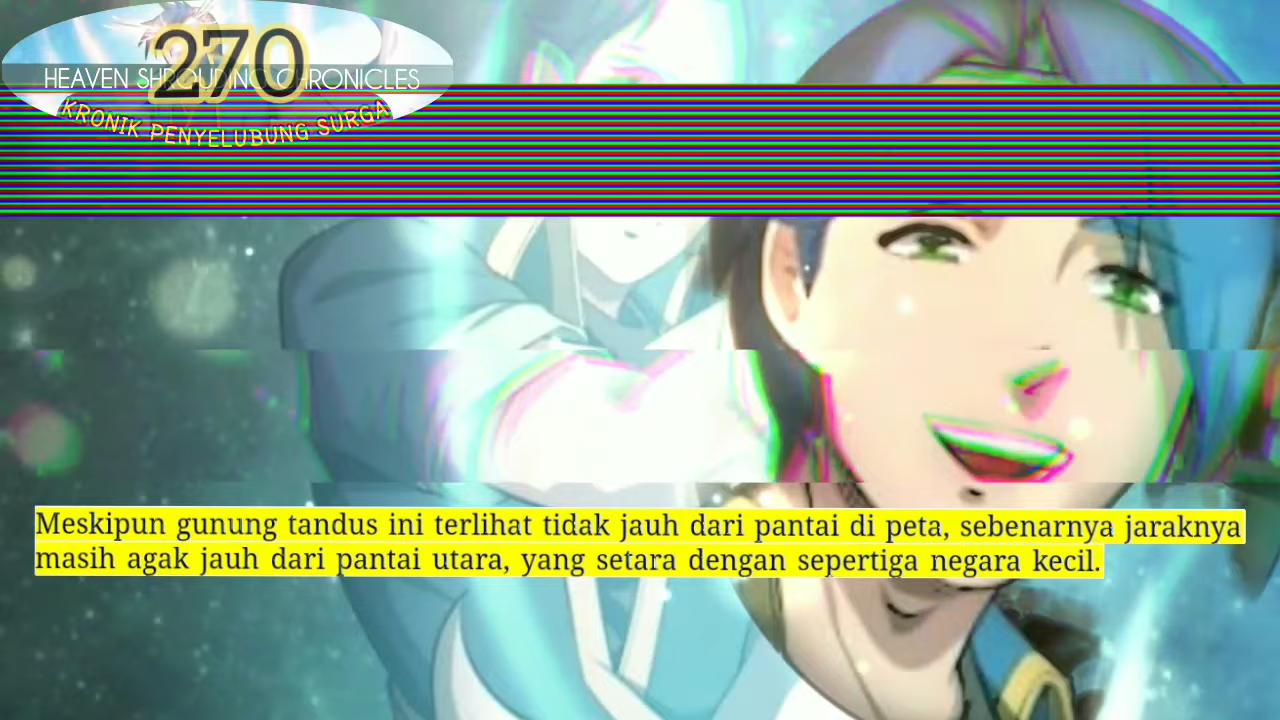 270
HEAVEN SHROUDING CHRONICLES
KRONIK PENYELUBUNG SURGA
Meskipun gunung tandus ini terlihat tidak jauh dari pantai di peta, sebenarnya jaraknya
masih agak jauh dari pantai utara, yang setara dengan sepertiga negara kecil.